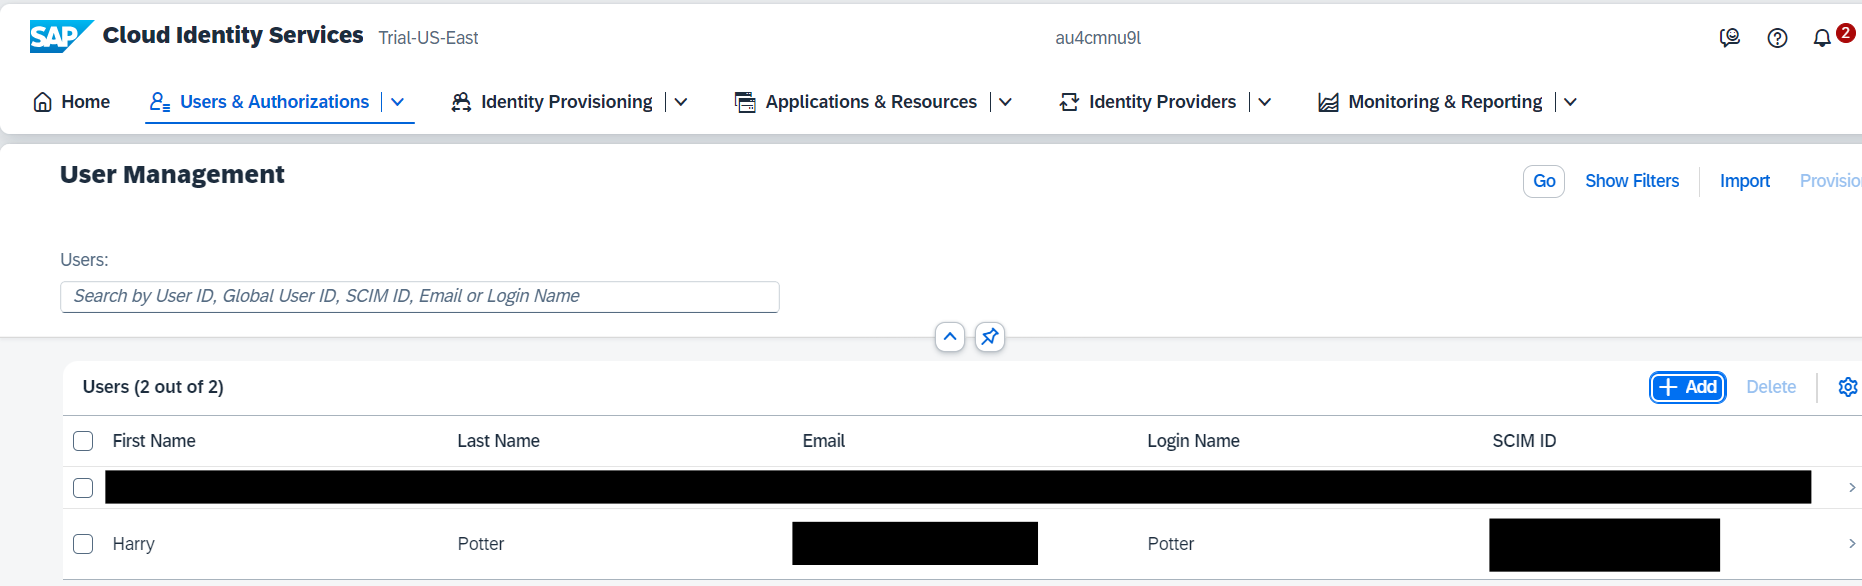 SAP Cloud Identity Services Trial-US-East au4cmnu9l 2
Home Users & Authorizations Identity Provisioning Applications & Resources Identity Providers Monitoring & Reporting
User Management Go Show Filters Import Provisio
Users:
Search by User ID, Global User ID, SCIM ID, Email or Login Name
Users (2 out of 2) + Add Delete
First Name Last Name Email Login Name SCIM ID
Harry Potter Potter